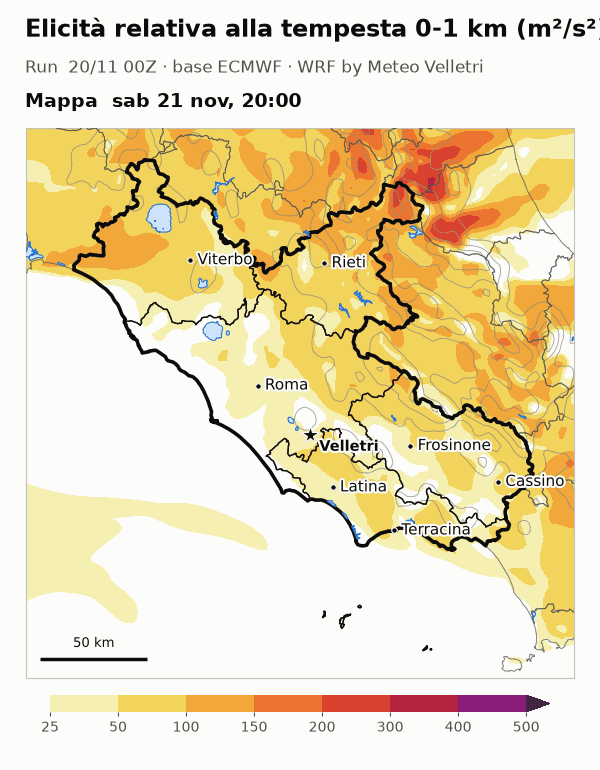 Elicità relativa alla tempesta 0-1 km (m²/s²)
Run 20/11 00Z · base ECMWF · WRF by Meteo Velletri
Mappa sab 21 nov, 20:00
Viterbo
Rieti
Roma
Velletri
Frosinone
Cassino
Latina
Terracina
50 km
25 50 100 150 200 300 400 500